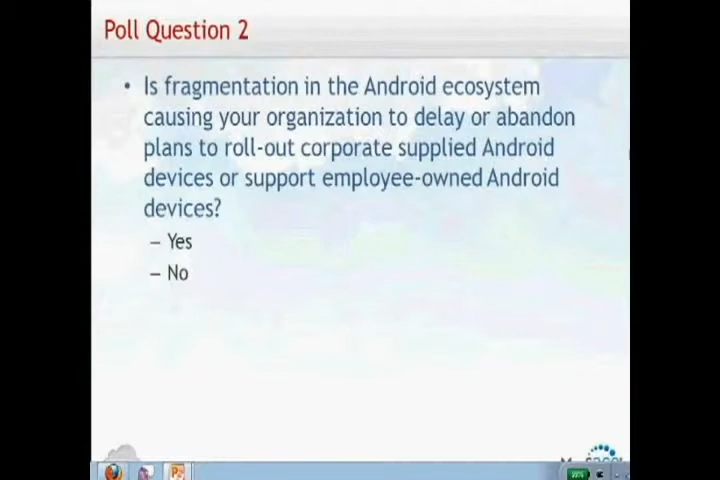 Poll Question 2
• Is fragmentation in the Android ecosystem
causing your organization to delay or abandon
plans to roll-out corporate supplied Android
devices or support employee-owned Android
devices?
– Yes
– No